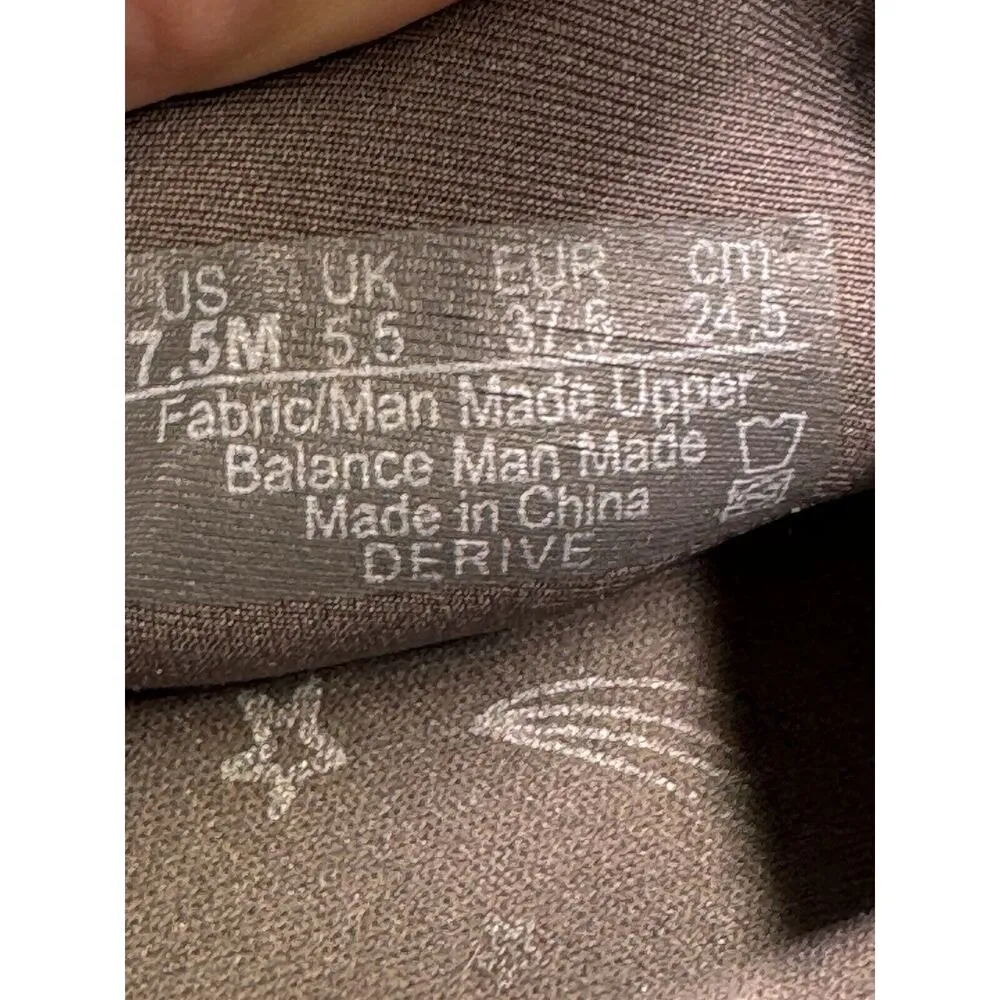 US UK EUR cm
7.5M 5.5 37.5 24.5
Fabric/Man Made Upper
Balance Man Made
Made in China
DERIVE